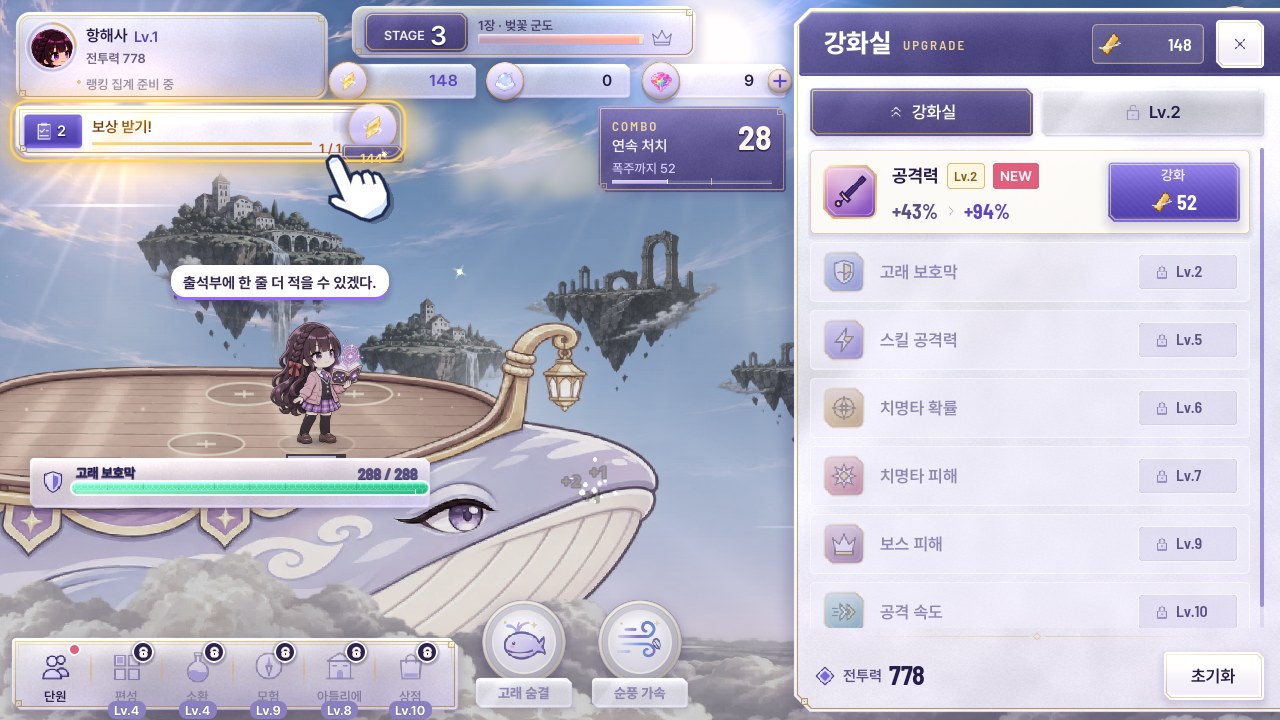 항해사 Lv.1
전투력 778
랭킹 집계 준비 중
STAGE 3
1장 · 벚꽃 군도
148
0
9
2
보상 받기!
1/1
144
COMBO
연속 처치
28
폭주까지 52
출석부에 한 줄 더 적을 수 있겠다.
고래 보호막
288 / 288
+2
+1
+1
단원
편성
Lv.4
소환
Lv.4
모험
Lv.9
아틀리에
Lv.8
상점
Lv.10
고래 숨결
순풍 가속
강화실 UPGRADE
148
강화실
Lv.2
공격력 Lv.2 NEW
+43% +94%
강화
52
고래 보호막
Lv.2
스킬 공격력
Lv.5
치명타 확률
Lv.6
치명타 피해
Lv.7
보스 피해
Lv.9
공격 속도
Lv.10
전투력 778
초기화